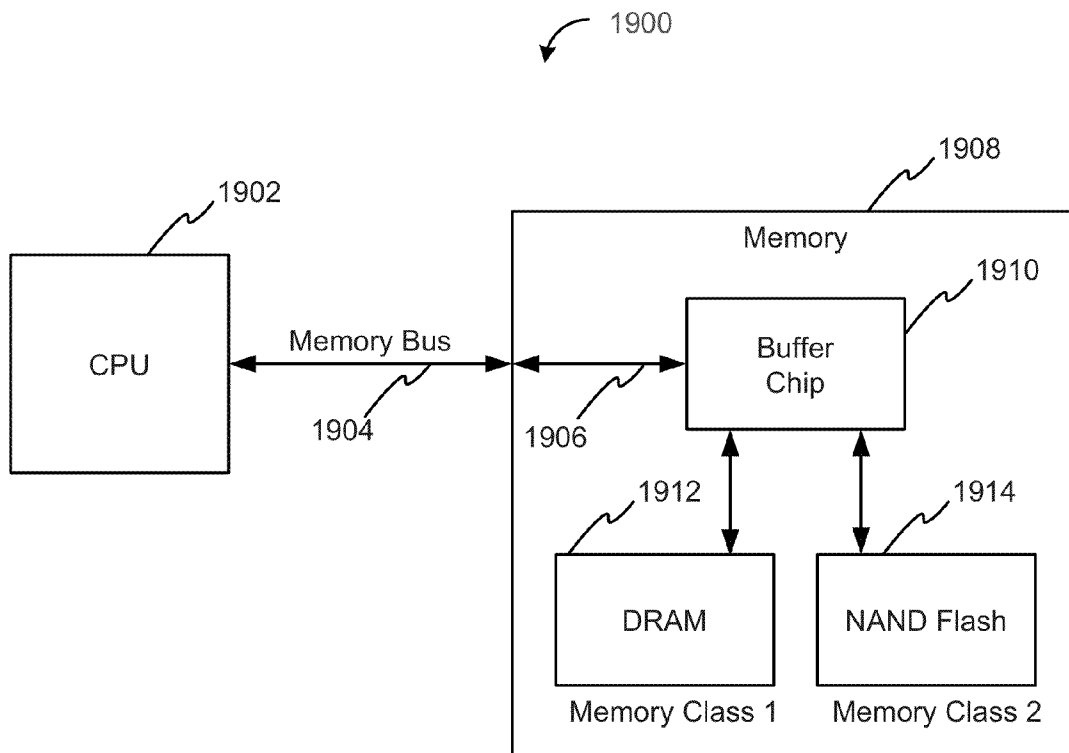 1900
1908
1902
Memory
1910
CPU
Memory Bus
Buffer
Chip
1904
1906
1912
1914
DRAM
NAND Flash
Memory Class 1
Memory Class 2